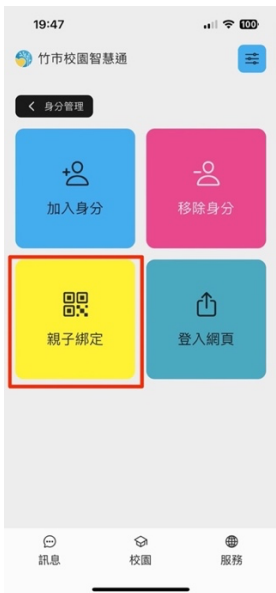 19:47
100
竹市校園智慧通
身分管理
加入身分
移除身分
親子綁定
登入網頁
訊息
校園
服務